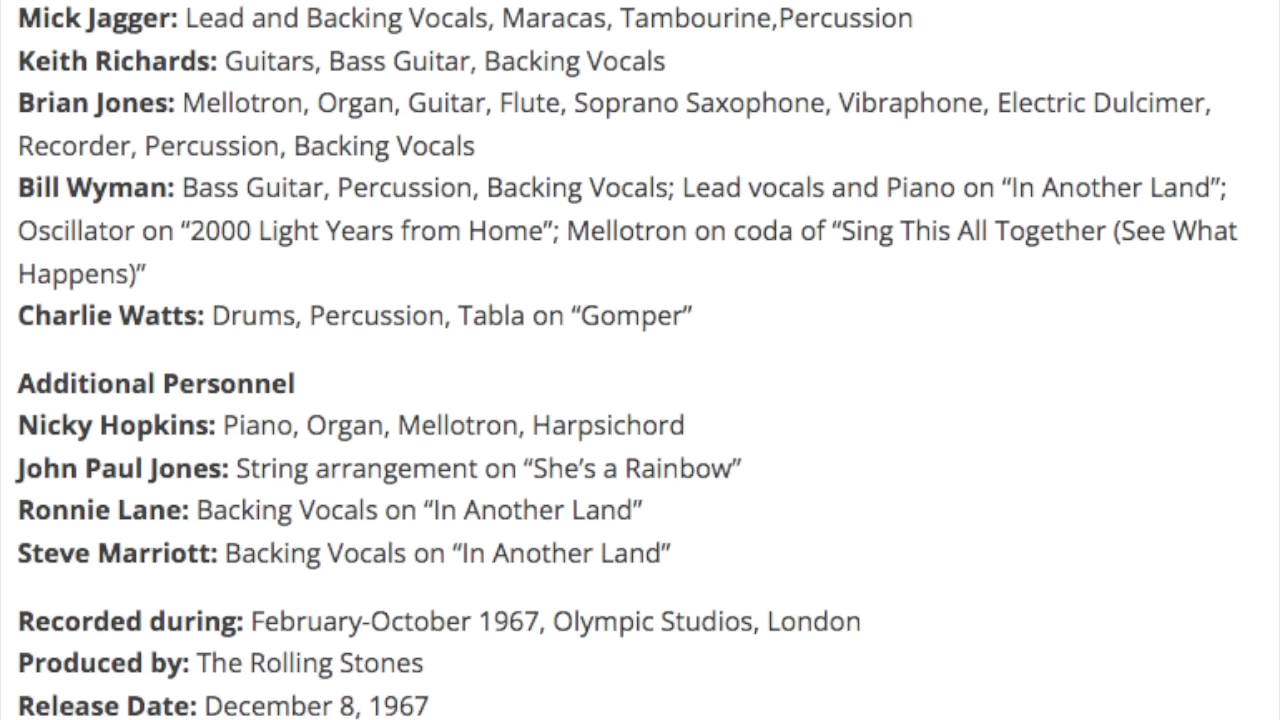 Mick Jagger: Lead and Backing Vocals, Maracas, Tambourine,Percussion
Keith Richards: Guitars, Bass Guitar, Backing Vocals
Brian Jones: Mellotron, Organ, Guitar, Flute, Soprano Saxophone, Vibraphone, Electric Dulcimer,
Recorder, Percussion, Backing Vocals
Bill Wyman: Bass Guitar, Percussion, Backing Vocals; Lead vocals and Piano on “In Another Land”;
Oscillator on “2000 Light Years from Home”; Mellotron on coda of “Sing This All Together (See What
Happens)”
Charlie Watts: Drums, Percussion, Tabla on “Gomper”
Additional Personnel
Nicky Hopkins: Piano, Organ, Mellotron, Harpsichord
John Paul Jones: String arrangement on “She’s a Rainbow”
Ronnie Lane: Backing Vocals on “In Another Land”
Steve Marriott: Backing Vocals on “In Another Land”
Recorded during: February-October 1967, Olympic Studios, London
Produced by: The Rolling Stones
Release Date: December 8, 1967